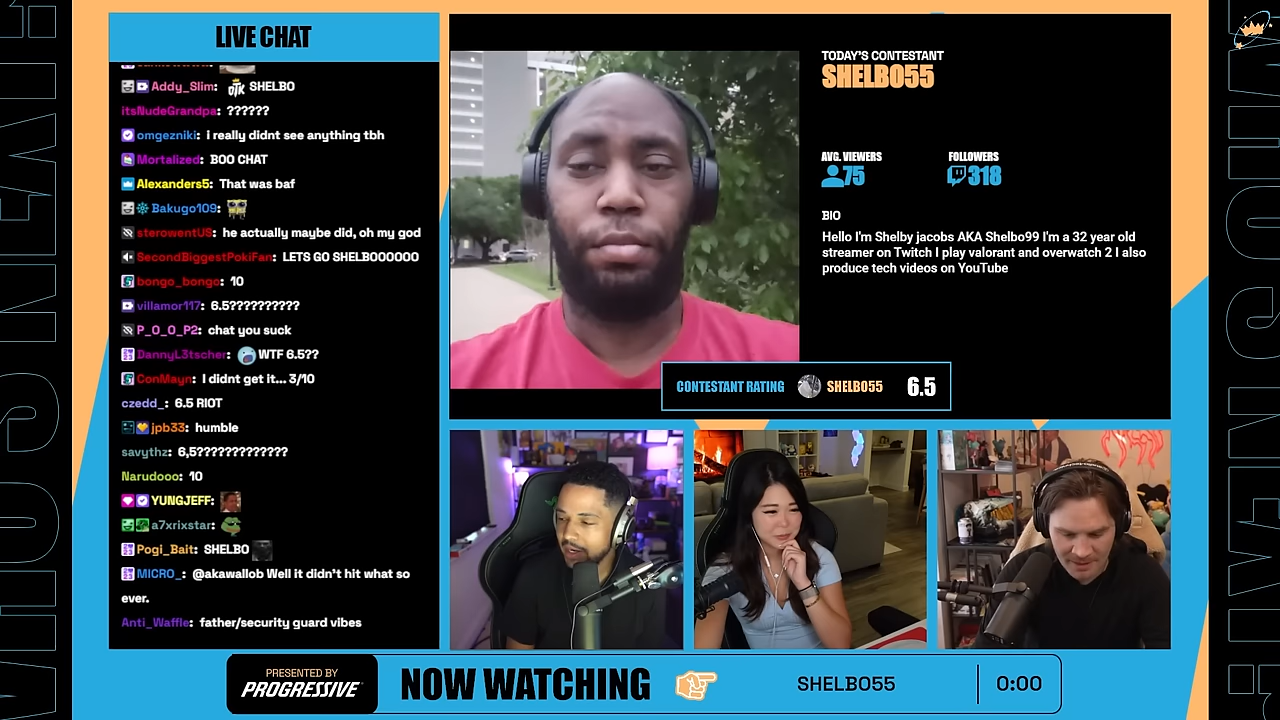 LIVE CHAT
Addy_Slim: OTK SHELBO
itsNudeGrandpa: ??????
omgezniki: i really didnt see anything tbh
Mortalized: BOO CHAT
Alexanders5: That was baf
Bakugo109:
sterowentUS: he actually maybe did, oh my god
SecondBiggestPokiFan: LETS GO SHELBOOOOOO
bongo_bongo: 10
villamor117: 6.5??????????
P_O_O_P2: chat you suck
DannyL3tscher: WTF 6.5??
ConMayn: I didnt get it... 3/10
czedd_: 6.5 RIOT
jpb33: humble
savythz: 6,5?????????????
Narudooo: 10
YUNGJEFF:
a7xrixstar:
Pogi_Bait: SHELBO
MICRO_: @akawallob Well it didn't hit what so
ever.
Anti_Waffle: father/security guard vibes
TODAY'S CONTESTANT
SHELBO55
AVG. VIEWERS
75
FOLLOWERS
318
BIO
Hello I'm Shelby jacobs AKA Shelbo99 I'm a 32 year old
streamer on Twitch I play valorant and overwatch 2 I also
produce tech videos on YouTube
CONTESTANT RATING SHELBO55 6.5
PRESENTED BY
PROGRESSIVE
NOW WATCHING
SHELBO55
0:00